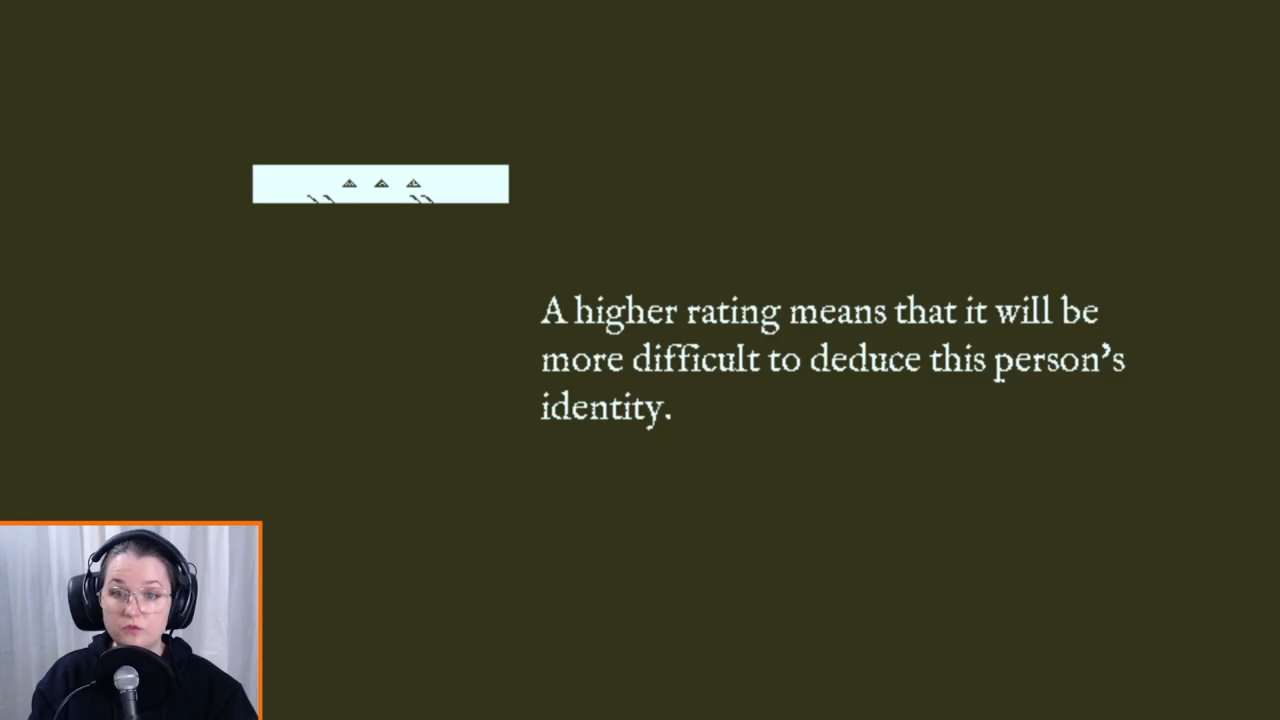 A higher rating means that it will be
more difficult to deduce this person’s
identity.